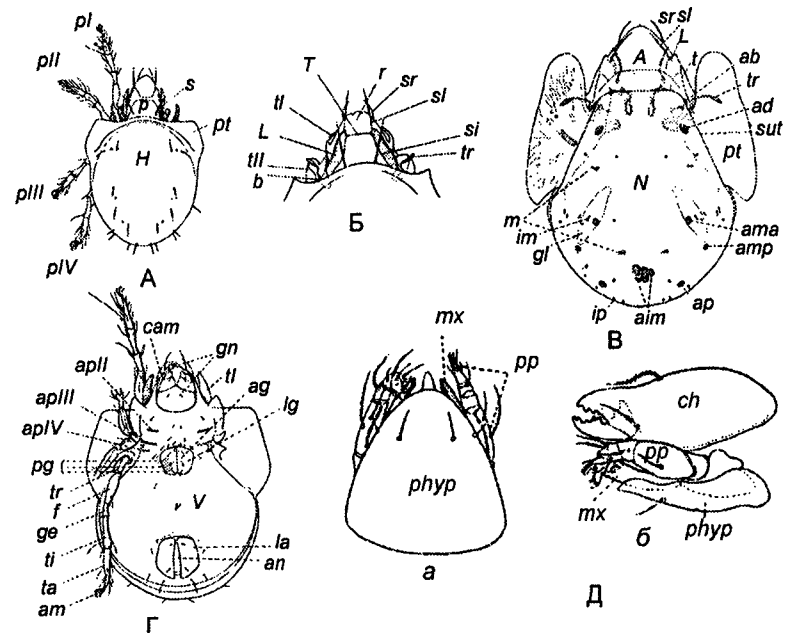 pI
pII
s
p
pt
H
pIII
pIV
А
T
r
sr
tI
sl
L
si
tII
tr
b
Б
sr sl
L
A
t
ab
tr
ad
sut
pt
N
m
im
gl
ama
amp
ip
alm
ap
В
cam
gn
apII
tI
apIII
ag
apIV
lg
pg
tr
V
f
ge
la
ti
an
ta
am
Г
mx
pp
phyp
а
ch
pp
mx
phyp
б
Д